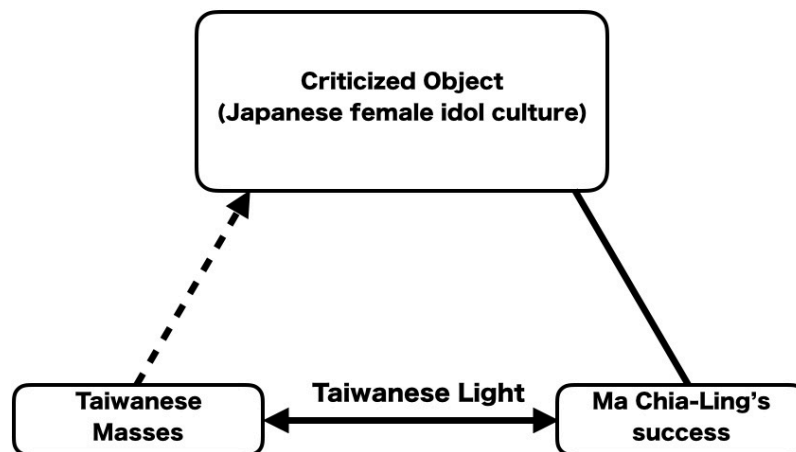 Criticized Object
(Japanese female idol culture)
Taiwanese Light
Taiwanese
Masses
Ma Chia-Ling’s
success